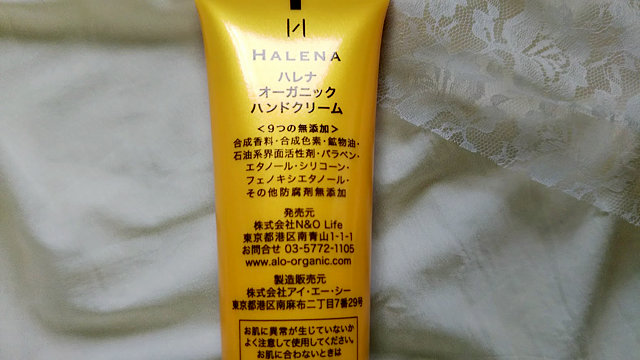 HALENA
ハレナ
オーガニック
ハンドクリーム
<9つの無添加>
合成香料・合成色素・鉱物油・
石油系界面活性剤・パラベン・
エタノール・シリコーン・
フェノキシエタノール・
その他防腐剤無添加
発売元
株式会社N&O Life
東京都港区南青山1-1-1
お問合せ 03-5772-1105
www.alo-organic.com
製造販売元
株式会社アイ・エー・シー
東京都港区南麻布二丁目7番29号
お肌に異常が生じていないか
よく注意して使用してください。
お肌に合わないときは